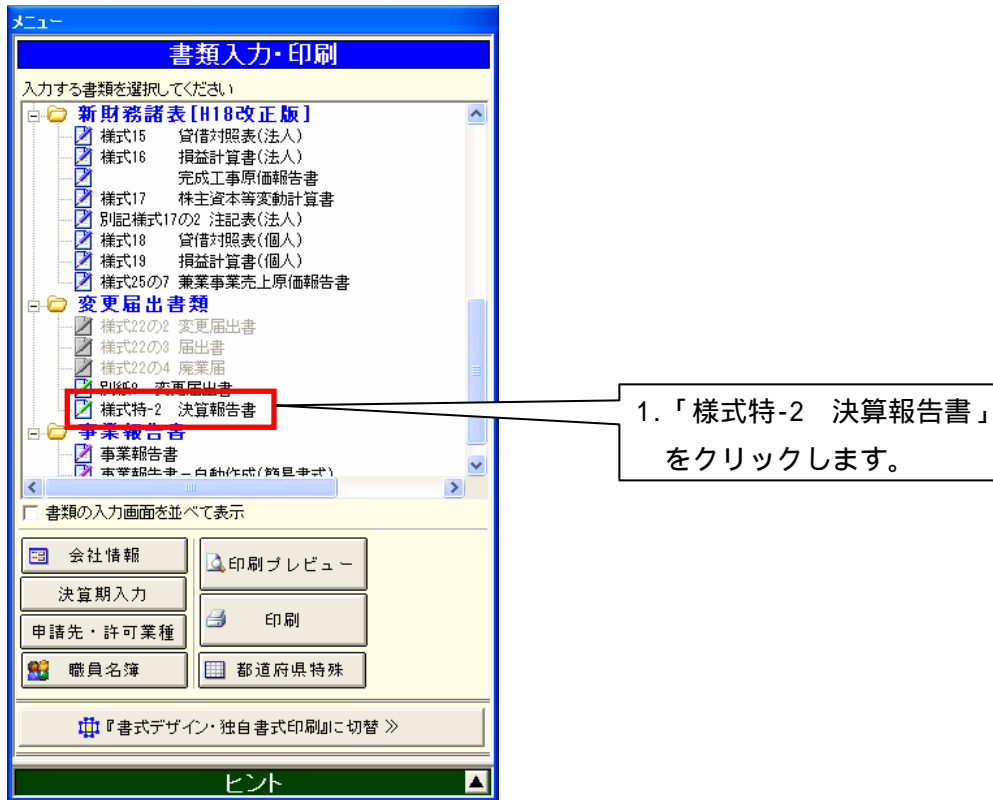 メニュー
書類入力・印刷
入力する書類を選択してください
新財務諸表[H18改正版]
様式15 貸借対照表(法人)
様式16 損益計算書(法人)
完成工事原価報告書
様式17 株主資本等変動計算書
別記様式17の2 注記表(法人)
様式18 貸借対照表(個人)
様式19 損益計算書(個人)
様式25の7 兼業事業売上原価報告書
変更届出書類
様式22の2 変更届出書
様式22の3 届出書
様式22の4 廃業届
別紙8 変更届出書
様式特-2 決算報告書
事業報告書
事業報告書
事業報告書-自動作成(簡易書式)
書類の入力画面を並べて表示
会社情報
印刷プレビュー
決算期入力
印刷
申請先・許可業種
職員名簿
都道府県特殊
『書式デザイン・独自書式印刷』に切替≫
ヒント
1.「様式特-2 決算報告書」
をクリックします。